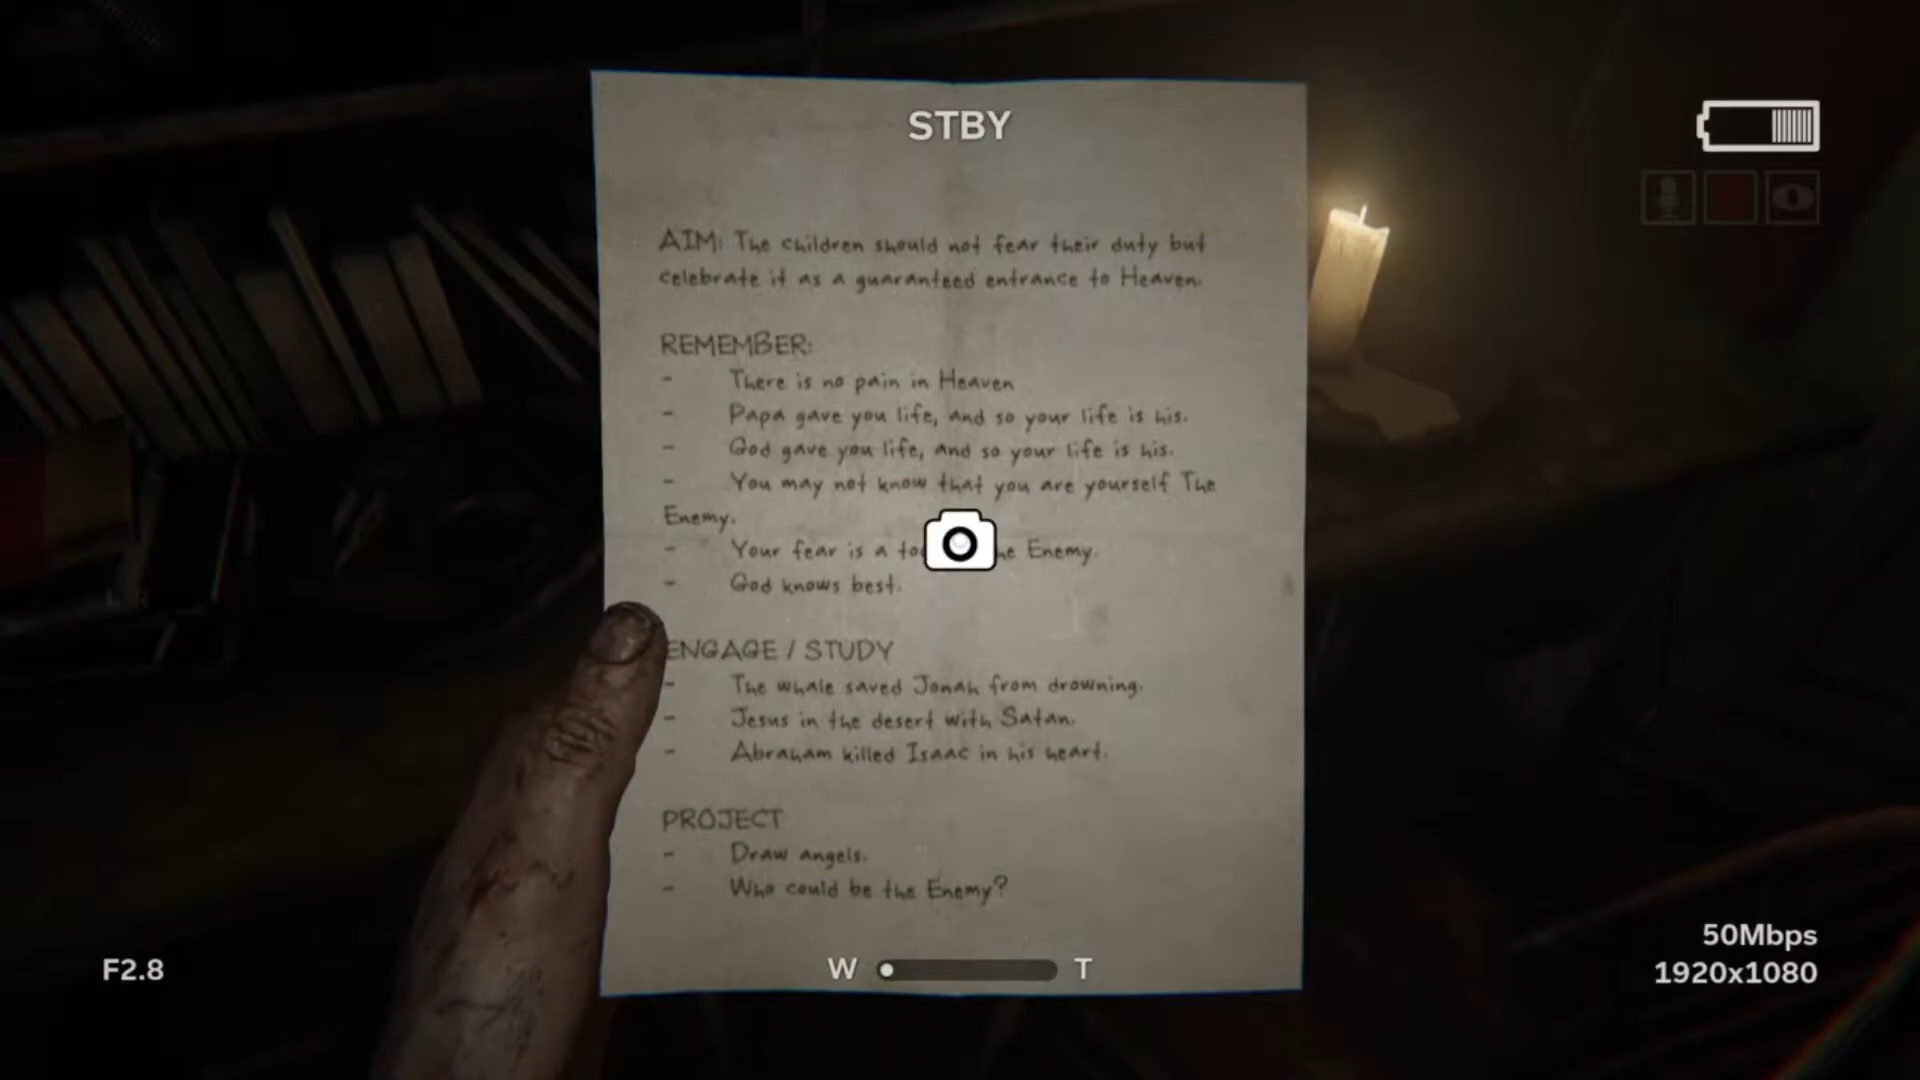 STBY
AIM: The children should not fear their duty but
celebrate it as a guaranteed entrance to Heaven.
REMEMBER:
- There is no pain in Heaven
- Papa gave you life, and so your life is his.
- God gave you life, and so your life is his.
- You may not know that you are yourself The
Enemy.
- Your fear is a Enemy.
- God knows best.
ENGAGE / STUDY
- The whale saved Jonah from drowning.
- Jesus in the desert with Satan.
- Abraham killed Isaac in his heart.
PROJECT
- Draw angels.
- Who could be the Enemy?
F2.8
W T
50Mbps
1920x1080